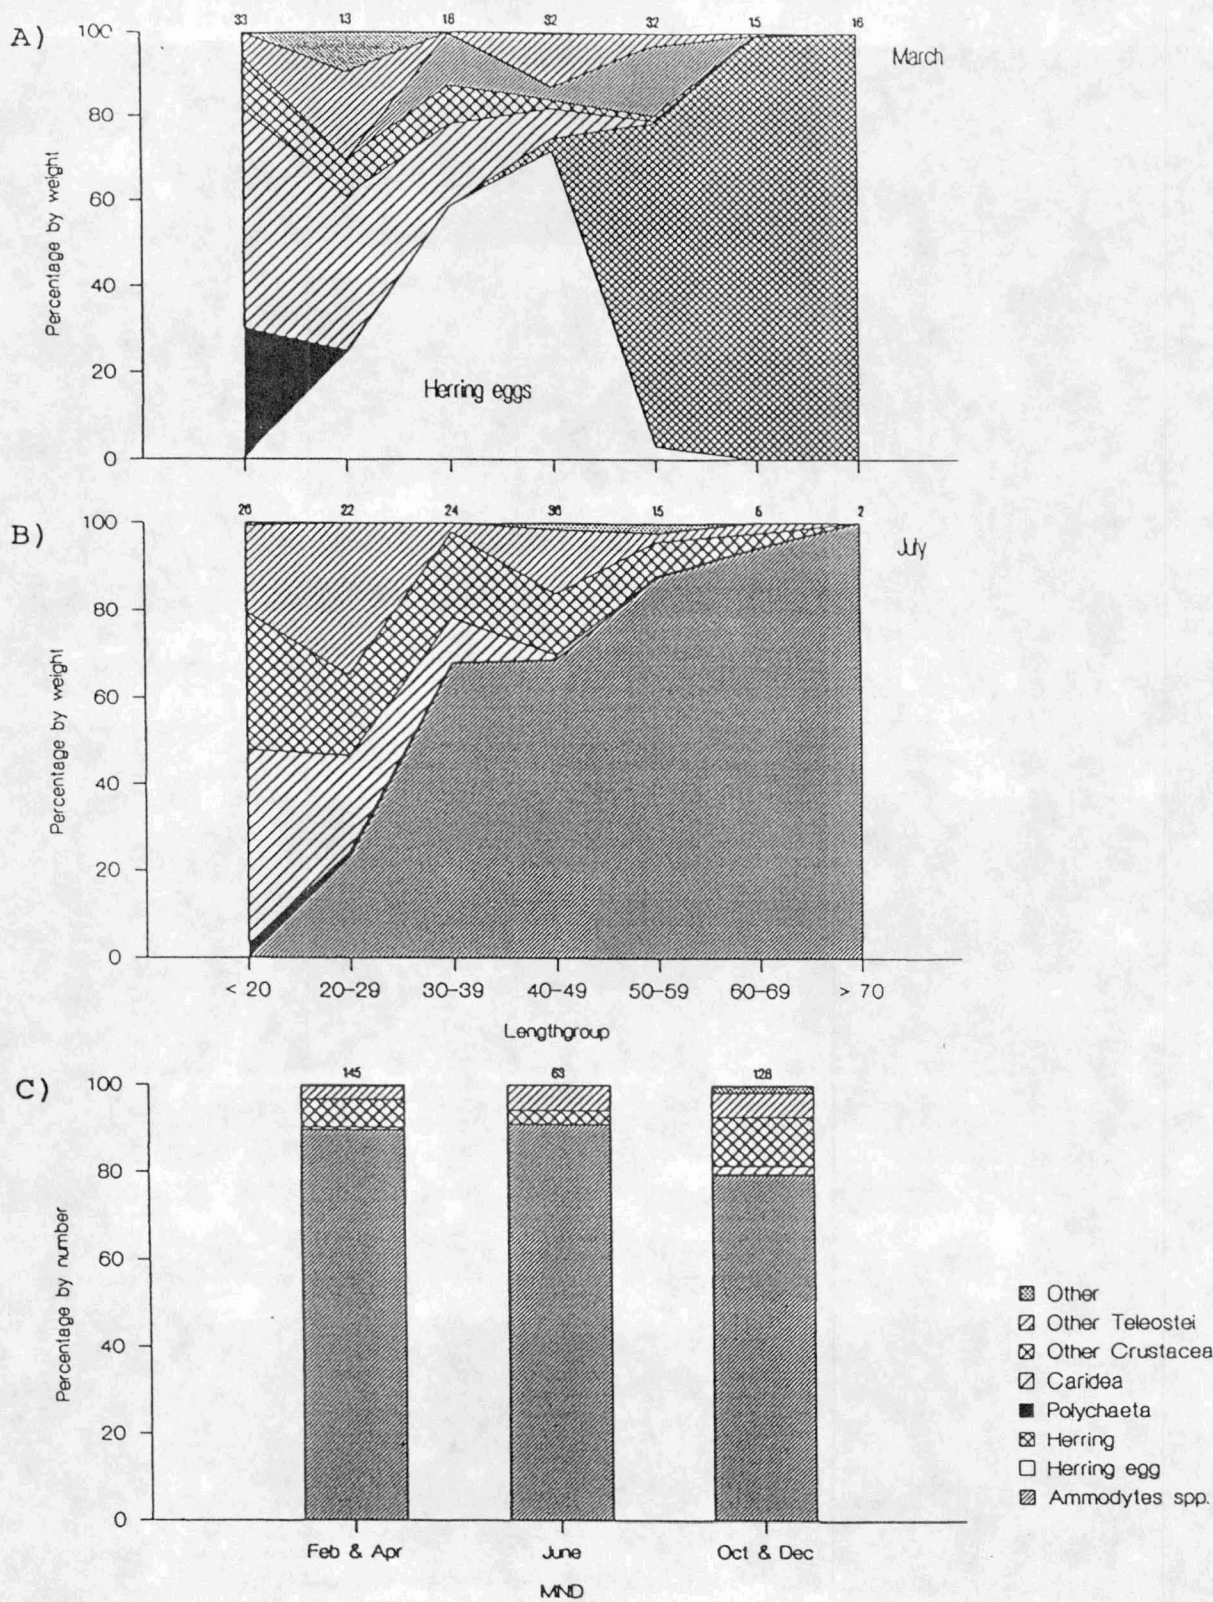 A)
33 13 18 32 32 15 16
March
100
80
60
40
20
0
Percentage by weight
Herring eggs
B)
26 22 24 36 15 6 2
July
100
80
60
40
20
0
Percentage by weight
< 20 20-29 30-39 40-49 50-59 60-69 > 70
Lengthgroup
C)
145 63 128
100
80
60
40
20
0
Percentage by number
Feb & Apr June Oct & Dec
MND
Other
Other Teleostei
Other Crustacea
Caridea
Polychaeta
Herring
Herring egg
Ammodytes spp.